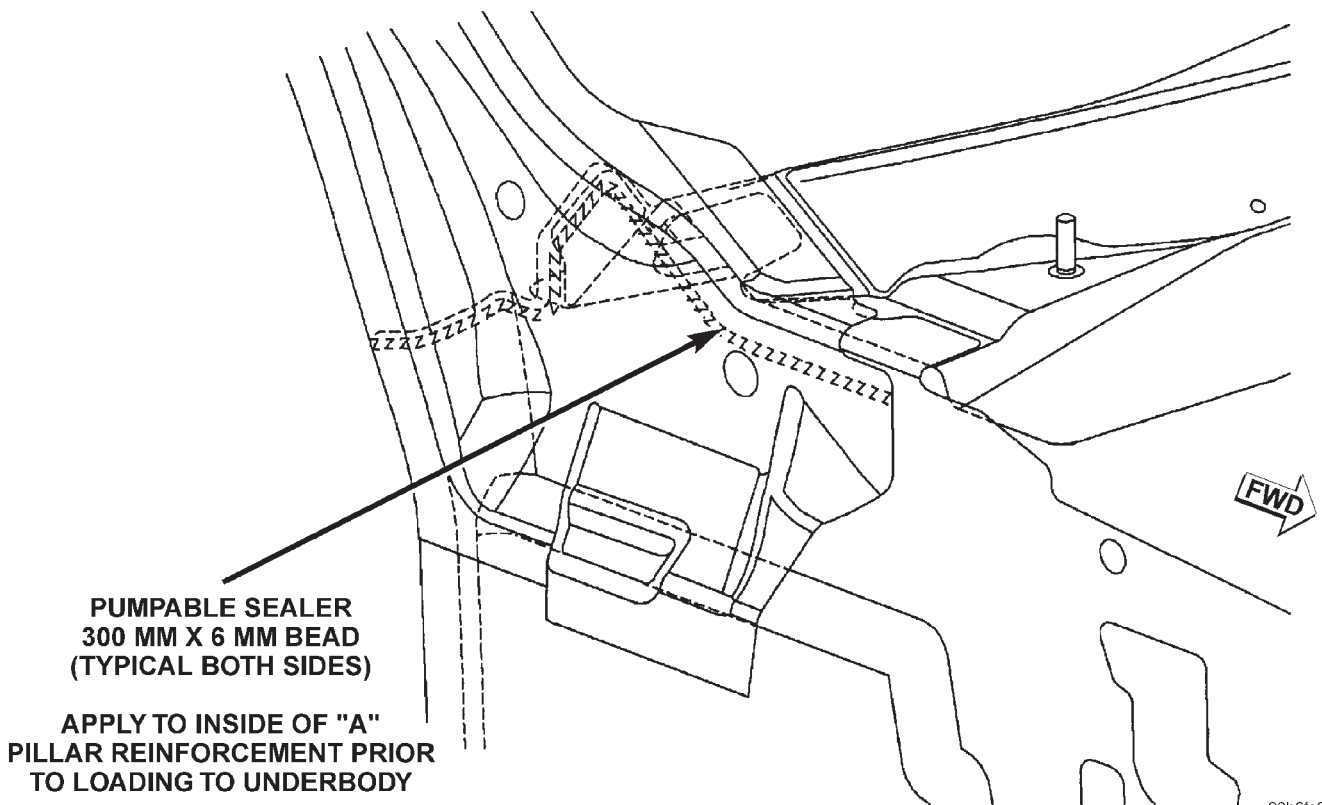 FWD
PUMPABLE SEALER
300 MM X 6 MM BEAD
(TYPICAL BOTH SIDES)
APPLY TO INSIDE OF "A"
PILLAR REINFORCEMENT PRIOR
TO LOADING TO UNDERBODY